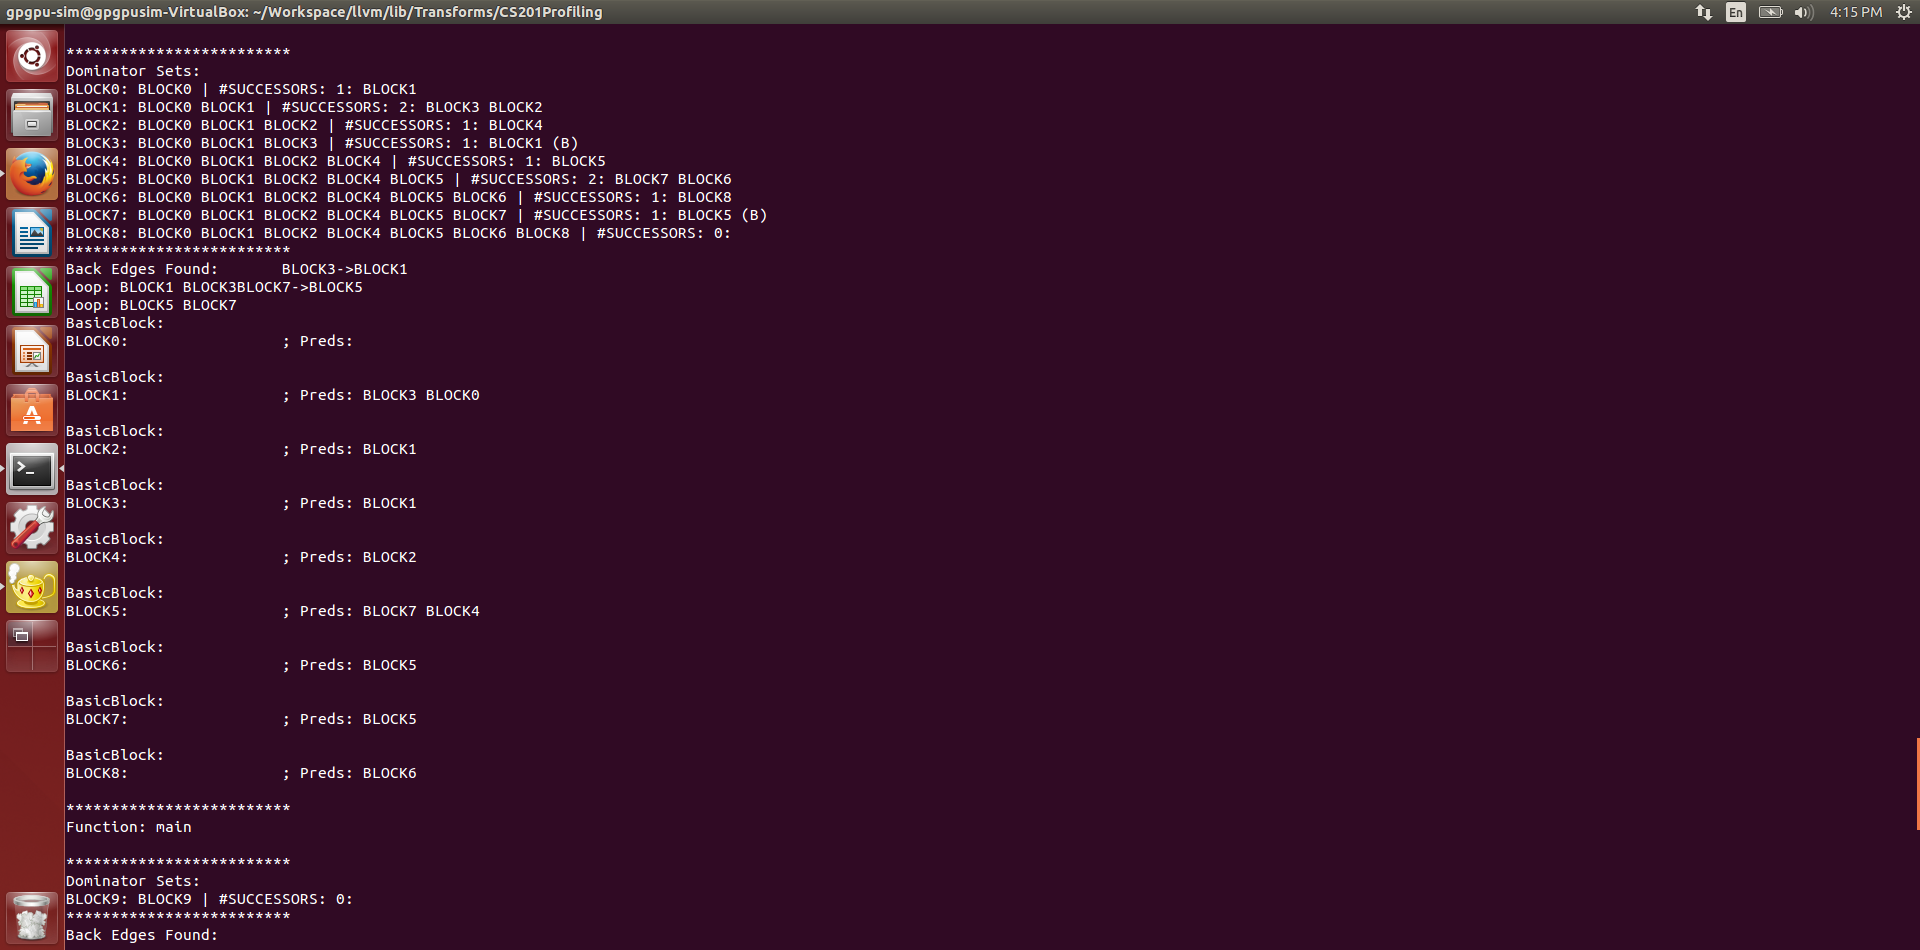 gpgpu-sim@gpgpusim-VirtualBox: ~/Workspace/llvm/lib/Transforms/CS201Profiling
En
4:15 PM
*************************
Dominator Sets:
BLOCK0: BLOCK0 | #SUCCESSORS: 1: BLOCK1
BLOCK1: BLOCK0 BLOCK1 | #SUCCESSORS: 2: BLOCK3 BLOCK2
BLOCK2: BLOCK0 BLOCK1 BLOCK2 | #SUCCESSORS: 1: BLOCK4
BLOCK3: BLOCK0 BLOCK1 BLOCK3 | #SUCCESSORS: 1: BLOCK1 (B)
BLOCK4: BLOCK0 BLOCK1 BLOCK2 BLOCK4 | #SUCCESSORS: 1: BLOCK5
BLOCK5: BLOCK0 BLOCK1 BLOCK2 BLOCK4 BLOCK5 | #SUCCESSORS: 2: BLOCK7 BLOCK6
BLOCK6: BLOCK0 BLOCK1 BLOCK2 BLOCK4 BLOCK5 BLOCK6 | #SUCCESSORS: 1: BLOCK8
BLOCK7: BLOCK0 BLOCK1 BLOCK2 BLOCK4 BLOCK5 BLOCK7 | #SUCCESSORS: 1: BLOCK5 (B)
BLOCK8: BLOCK0 BLOCK1 BLOCK2 BLOCK4 BLOCK5 BLOCK6 BLOCK8 | #SUCCESSORS: 0:
*************************
Back Edges Found:       BLOCK3->BLOCK1
Loop: BLOCK1 BLOCK3BLOCK7->BLOCK5
Loop: BLOCK5 BLOCK7
BasicBlock:
BLOCK0:                 ; Preds:
BasicBlock:
BLOCK1:                 ; Preds: BLOCK3 BLOCK0
BasicBlock:
BLOCK2:                 ; Preds: BLOCK1
BasicBlock:
BLOCK3:                 ; Preds: BLOCK1
BasicBlock:
BLOCK4:                 ; Preds: BLOCK2
BasicBlock:
BLOCK5:                 ; Preds: BLOCK7 BLOCK4
BasicBlock:
BLOCK6:                 ; Preds: BLOCK5
BasicBlock:
BLOCK7:                 ; Preds: BLOCK5
BasicBlock:
BLOCK8:                 ; Preds: BLOCK6
*************************
Function: main
*************************
Dominator Sets:
BLOCK9: BLOCK9 | #SUCCESSORS: 0:
*************************
Back Edges Found: